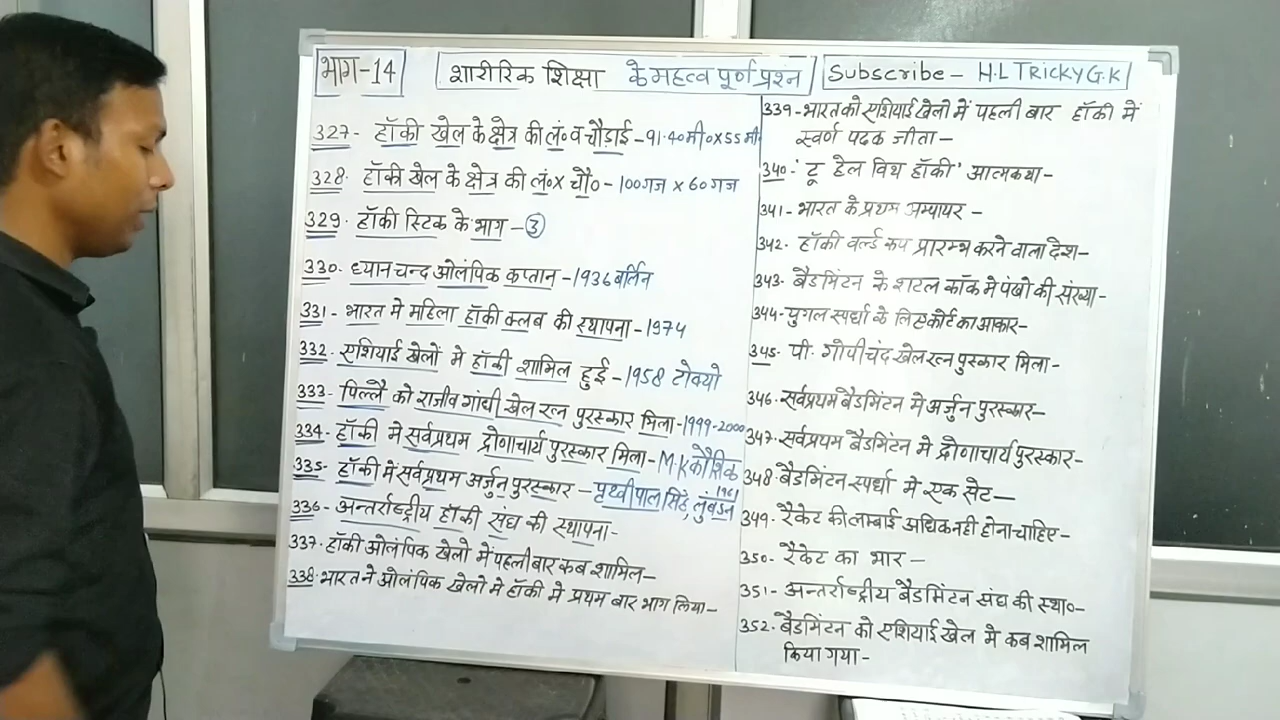 भाग-14
शारीरिक शिक्षा के महत्व पूर्ण प्रश्न
Subscribe - H.L TRICKY G.K
327- हॉकी खेल के क्षेत्र की लं० व चौड़ाई - 91.40मी० x 55 मी०
328. हॉकी खेल के क्षेत्र की लं० x चौ० - 100गज x 60 गज
329. हॉकी स्टिक के भाग - 3
330. ध्यान चन्द ओलंपिक कप्तान - 1936 बर्लिन
331. भारत मे महिला हॉकी क्लब की स्थापना - 1974
332. एशियाई खेलों मे हॉकी शामिल हुई - 1958 टोक्यो
333- पिल्लै को राजीव गांधी खेल रत्न पुरस्कार मिला - 1999-2000
334. हॉकी मे सर्वप्रथम द्रोणाचार्य पुरस्कार मिला - M.K कौशिक
335- हॉकी मे सर्वप्रथम अर्जुन पुरस्कार - पृथ्वीपाल सिंह, 1961
336- अन्तर्राष्ट्रीय हॉकी संघ की स्थापना-
337. हॉकी ओलंपिक खेलो मे पहली बार कब शामिल-
338. भारत ने ओलंपिक खेलो मे हॉकी मे प्रथम बार भाग लिया-
339- भारत को एशियाई खेलो में पहली बार हॉकी में
स्वर्ण पदक जीता -
340- 'टू हेल विथ हॉकी' आत्मकथा-
341- भारत के प्रथम अम्पायर -
342. हॉकी वर्ल्ड कप प्रारम्भ करने वाला देश-
343- बैडमिंटन के शटल कॉक मे पंखो की संख्या-
344- युगल स्पर्धा के लिए कोर्ट का आकार-
345- पी. गोपीचंद खेल रत्न पुस्कार मिला-
346. सर्वप्रथम बैडमिंटन मे अर्जुन पुरस्कार-
347. सर्वप्रथम बैडमिंटन मे द्रोणाचार्य पुरस्कार-
348- बैडमिंटन स्पर्धा मे एक सेट-
349. रैकेट की लम्बाई अधिक नही होना चाहिए-
350. रैकेट का भार -
351- अन्तर्राष्ट्रीय बैडमिंटन संघ की स्था०-
352. बैडमिंटन को एशियाई खेल मे कब शामिल
किया गया-